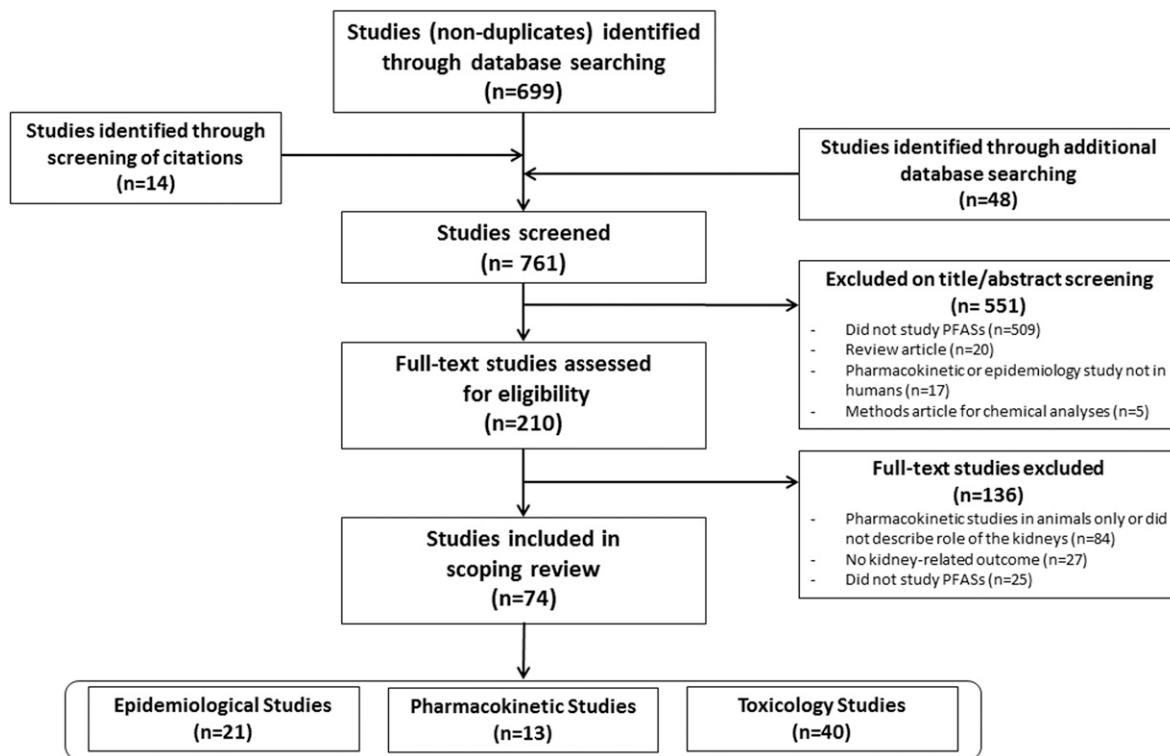 Studies (non-duplicates) identified
through database searching
(n=699)
Studies identified through
screening of citations
(n=14)
Studies identified through additional
database searching
(n=48)
Studies screened
(n= 761)
Excluded on title/abstract screening
(n= 551)
- Did not study PFASs (n=509)
- Review article (n=20)
- Pharmacokinetic or epidemiology study not in
humans (n=17)
- Methods article for chemical analyses (n=5)
Full-text studies assessed
for eligibility
(n=210)
Full-text studies excluded
(n=136)
- Pharmacokinetic studies in animals only or did
not describe role of the kidneys (n=84)
- No kidney-related outcome (n=27)
- Did not study PFASs (n=25)
Studies included in
scoping review
(n=74)
Epidemiological Studies
(n=21)
Pharmacokinetic Studies
(n=13)
Toxicology Studies
(n=40)